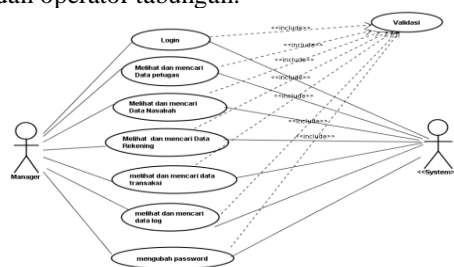 dan operator tabungan.
<<include>>
Validasi
Login
<<include>>
Melihat dan mencari
Data petugas
<<include>>
<<include>>
Melihat dan mencari
Data Nasabah
<<include>>
Melihat dan mencari Data
Rekening
<<include>>
Manager
<<System>>
melihat dan mencari data
transaksi
melihat dan mencari
data log
mengubah password